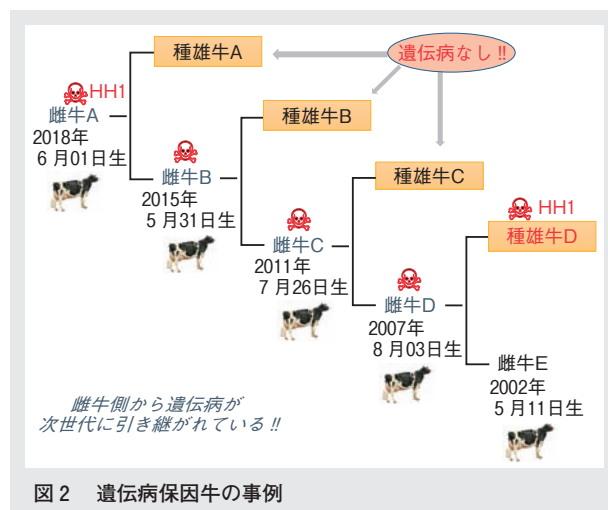 種雄牛A
遺伝病なし!!
HH1
雌牛A
2018年
6月01日生
種雄牛B
雌牛B
2015年
5月31日生
種雄牛C
雌牛C
2011年
7月26日生
HH1
種雄牛D
雌牛D
2007年
8月03日生
雌牛E
2002年
5月11日生
雌牛側から遺伝病が
次世代に引き継がれている!!
図2 遺伝病保因牛の事例